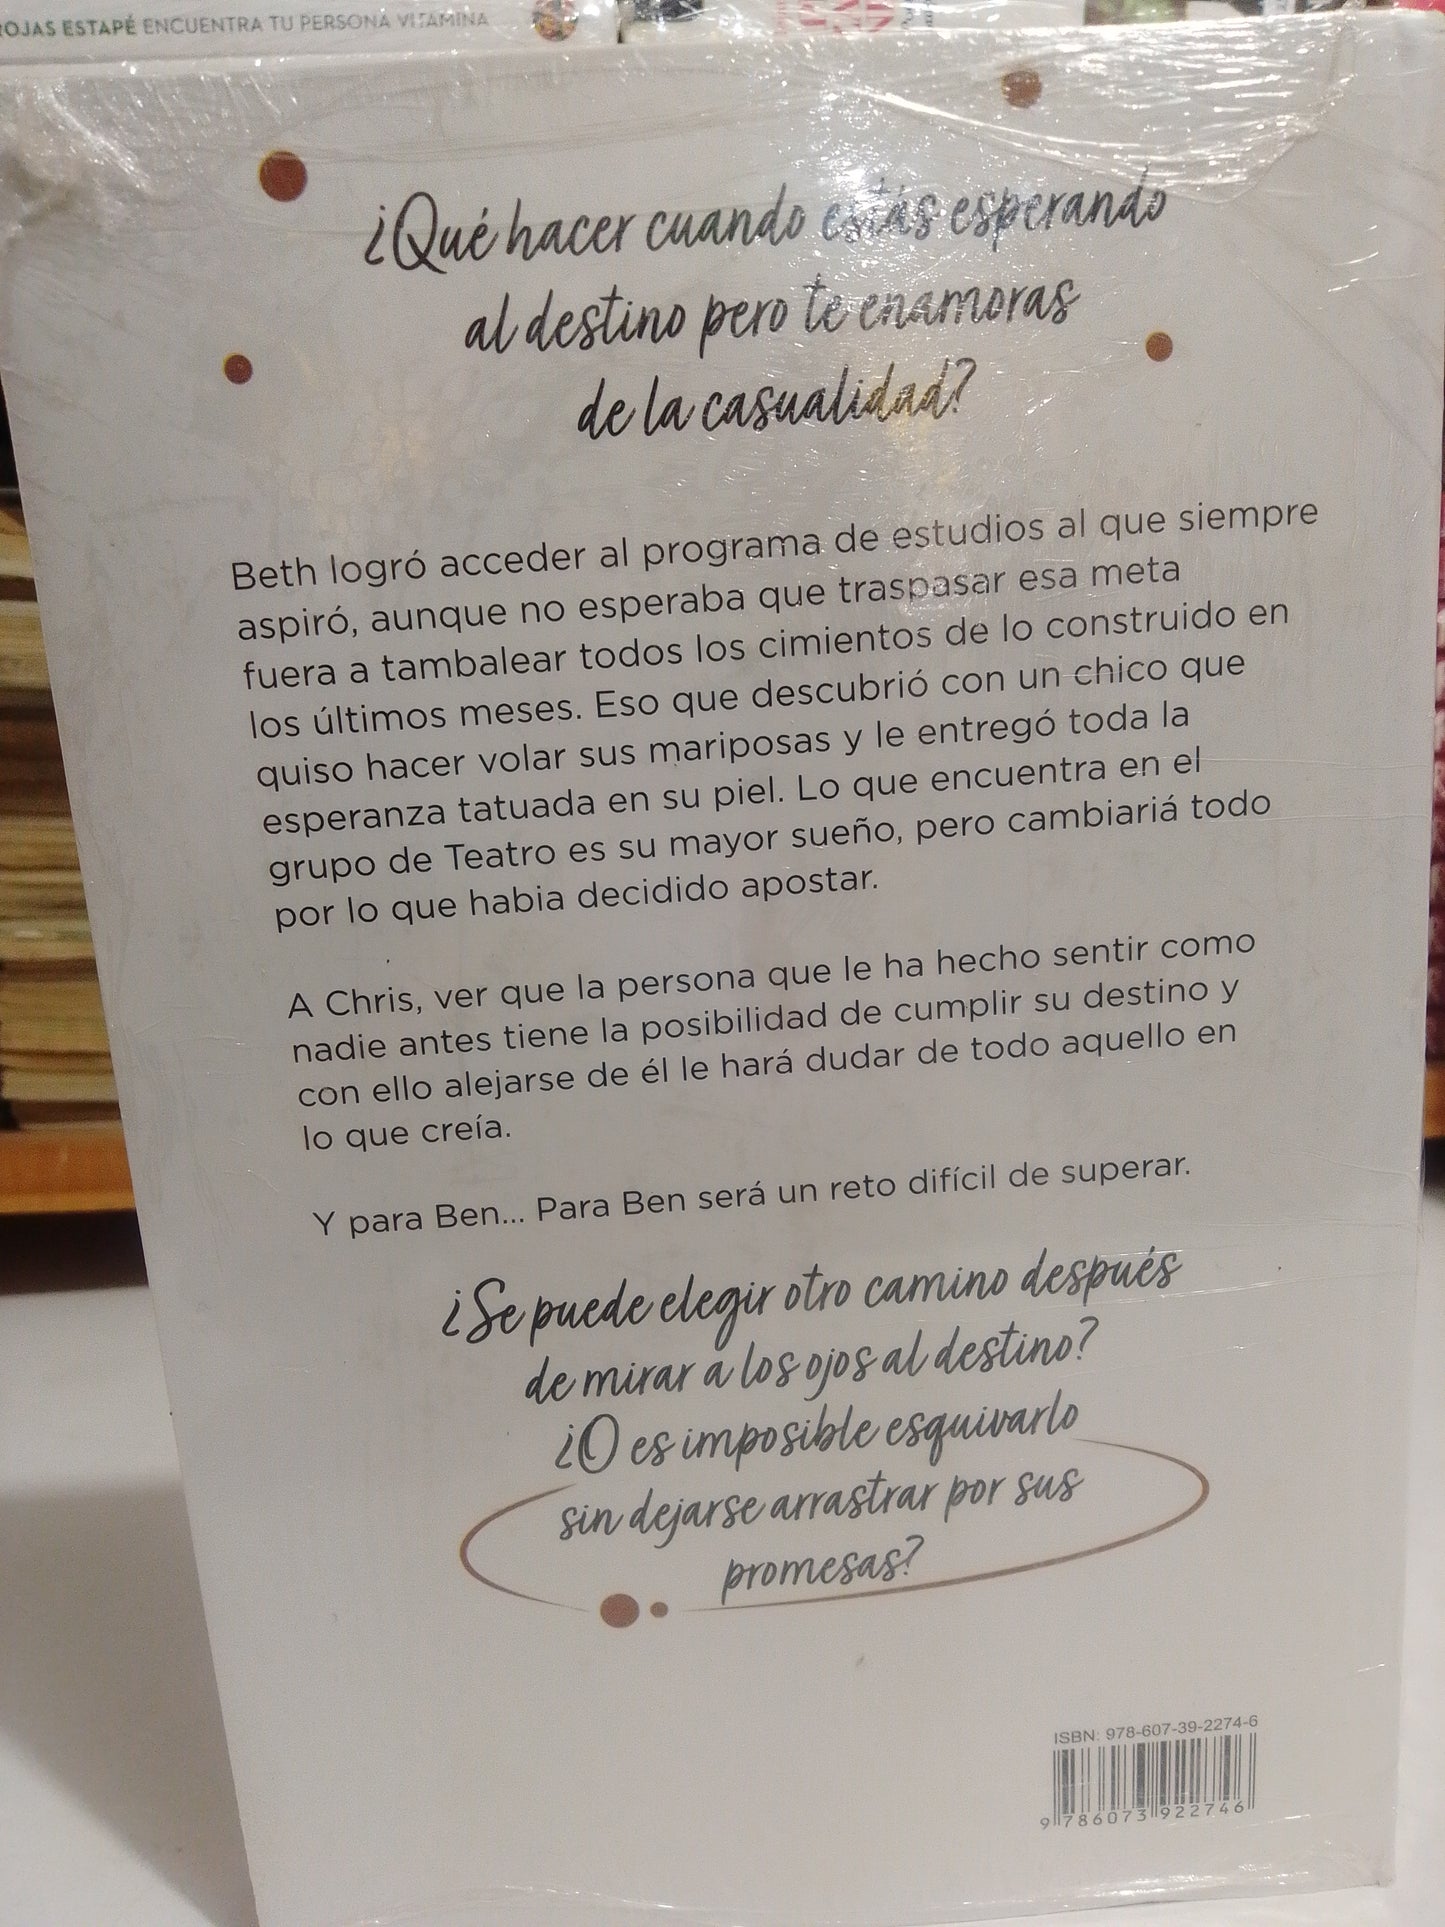 ROJAS ESTAPÉ ENCUENTRA TU PERSONA VITAMINA
¿Qué hacer cuando estás esperando
al destino pero te enamoras
de la casualidad?
Beth logró acceder al programa de estudios al que siempre
aspiró, aunque no esperaba que traspasar esa meta
fuera a tambalear todos los cimientos de lo construido en
los últimos meses. Eso que descubrió con un chico que
quiso hacer volar sus mariposas y le entregó toda la
esperanza tatuada en su piel. Lo que encuentra en el
grupo de Teatro es su mayor sueño, pero cambiariá todo
por lo que habia decidido apostar.
A Chris, ver que la persona que le ha hecho sentir como
nadie antes tiene la posibilidad de cumplir su destino y
con ello alejarse de él le hará dudar de todo aquello en
lo que creía.
Y para Ben... Para Ben será un reto difícil de superar.
¿Se puede elegir otro camino después
de mirar a los ojos al destino?
¿O es imposible esquivarlo
sin dejarse arrastrar por sus
promesas?
ISBN: 978-607-39-2274-6
9 786073 922746